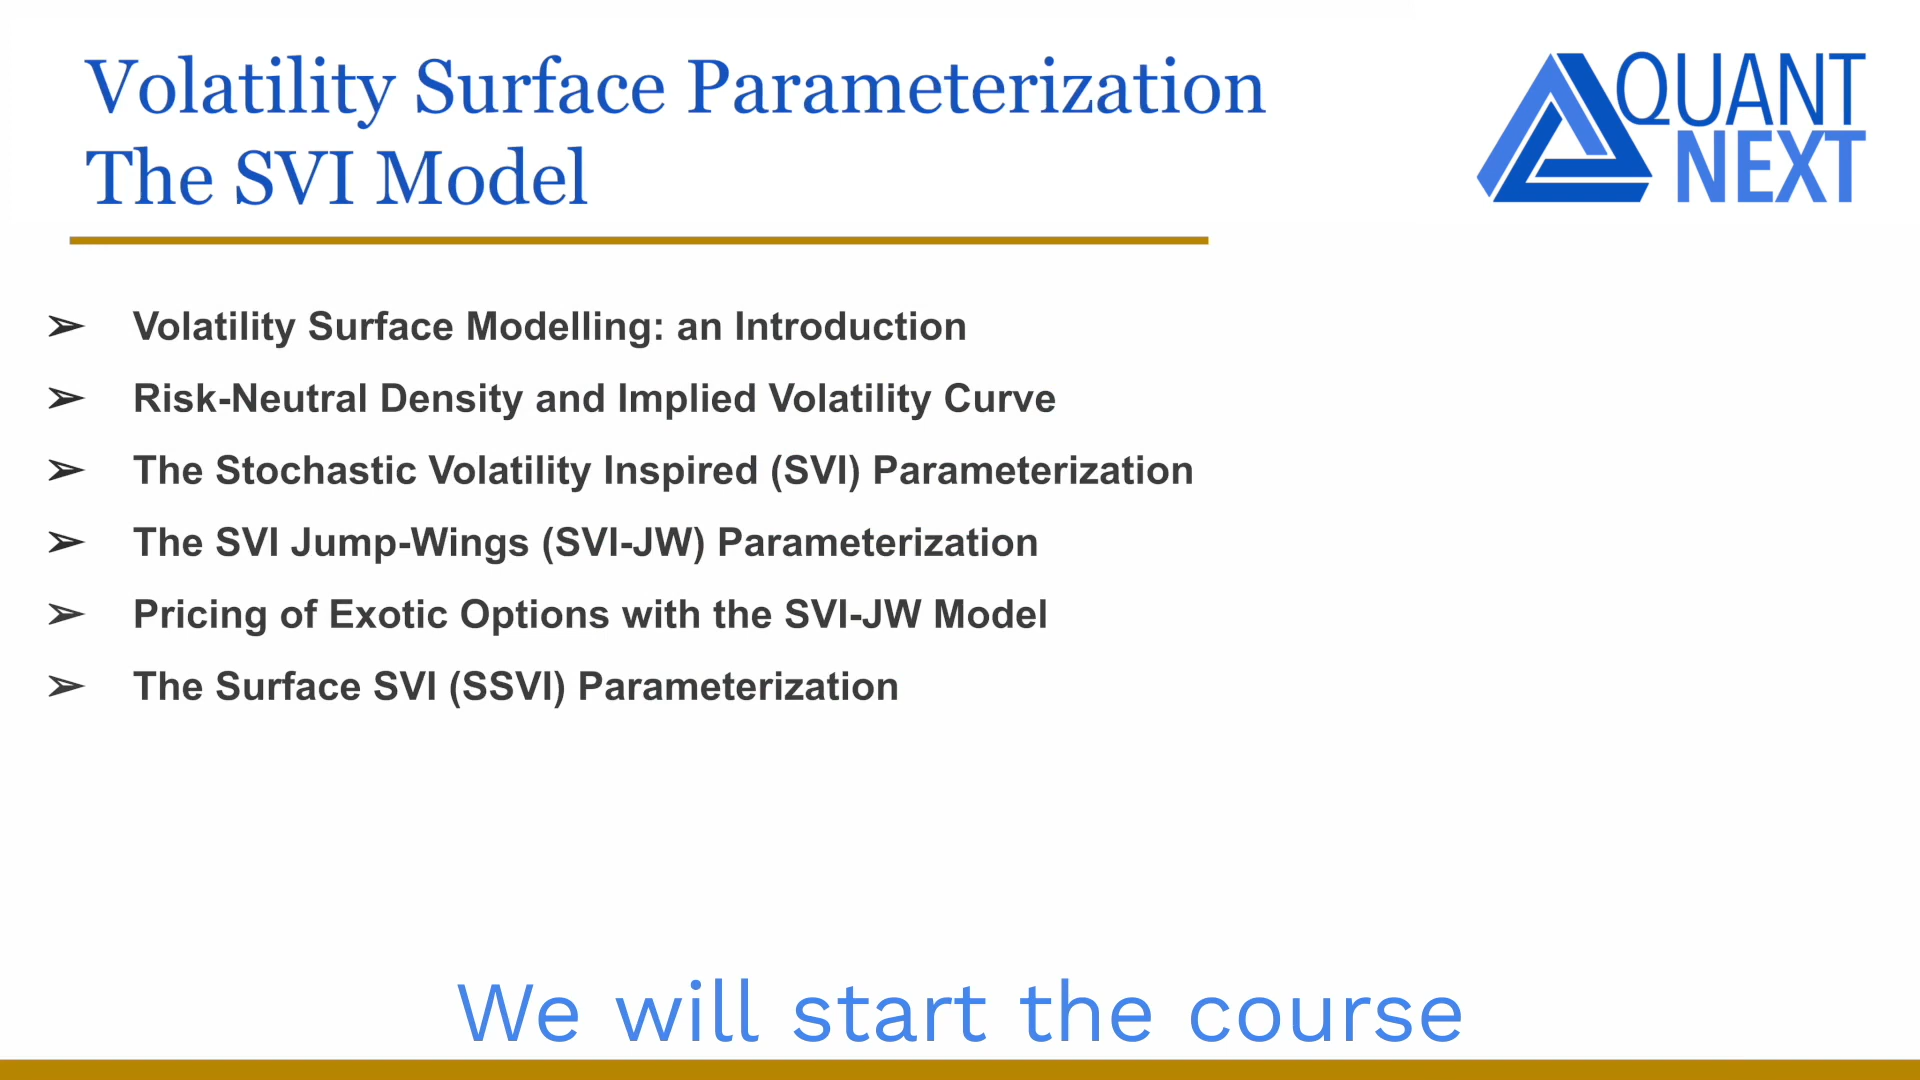 Volatility Surface Parameterization
The SVI Model
QUANT
NEXT
➢ Volatility Surface Modelling: an Introduction
➢ Risk-Neutral Density and Implied Volatility Curve
➢ The Stochastic Volatility Inspired (SVI) Parameterization
➢ The SVI Jump-Wings (SVI-JW) Parameterization
➢ Pricing of Exotic Options with the SVI-JW Model
➢ The Surface SVI (SSVI) Parameterization
We will start the course